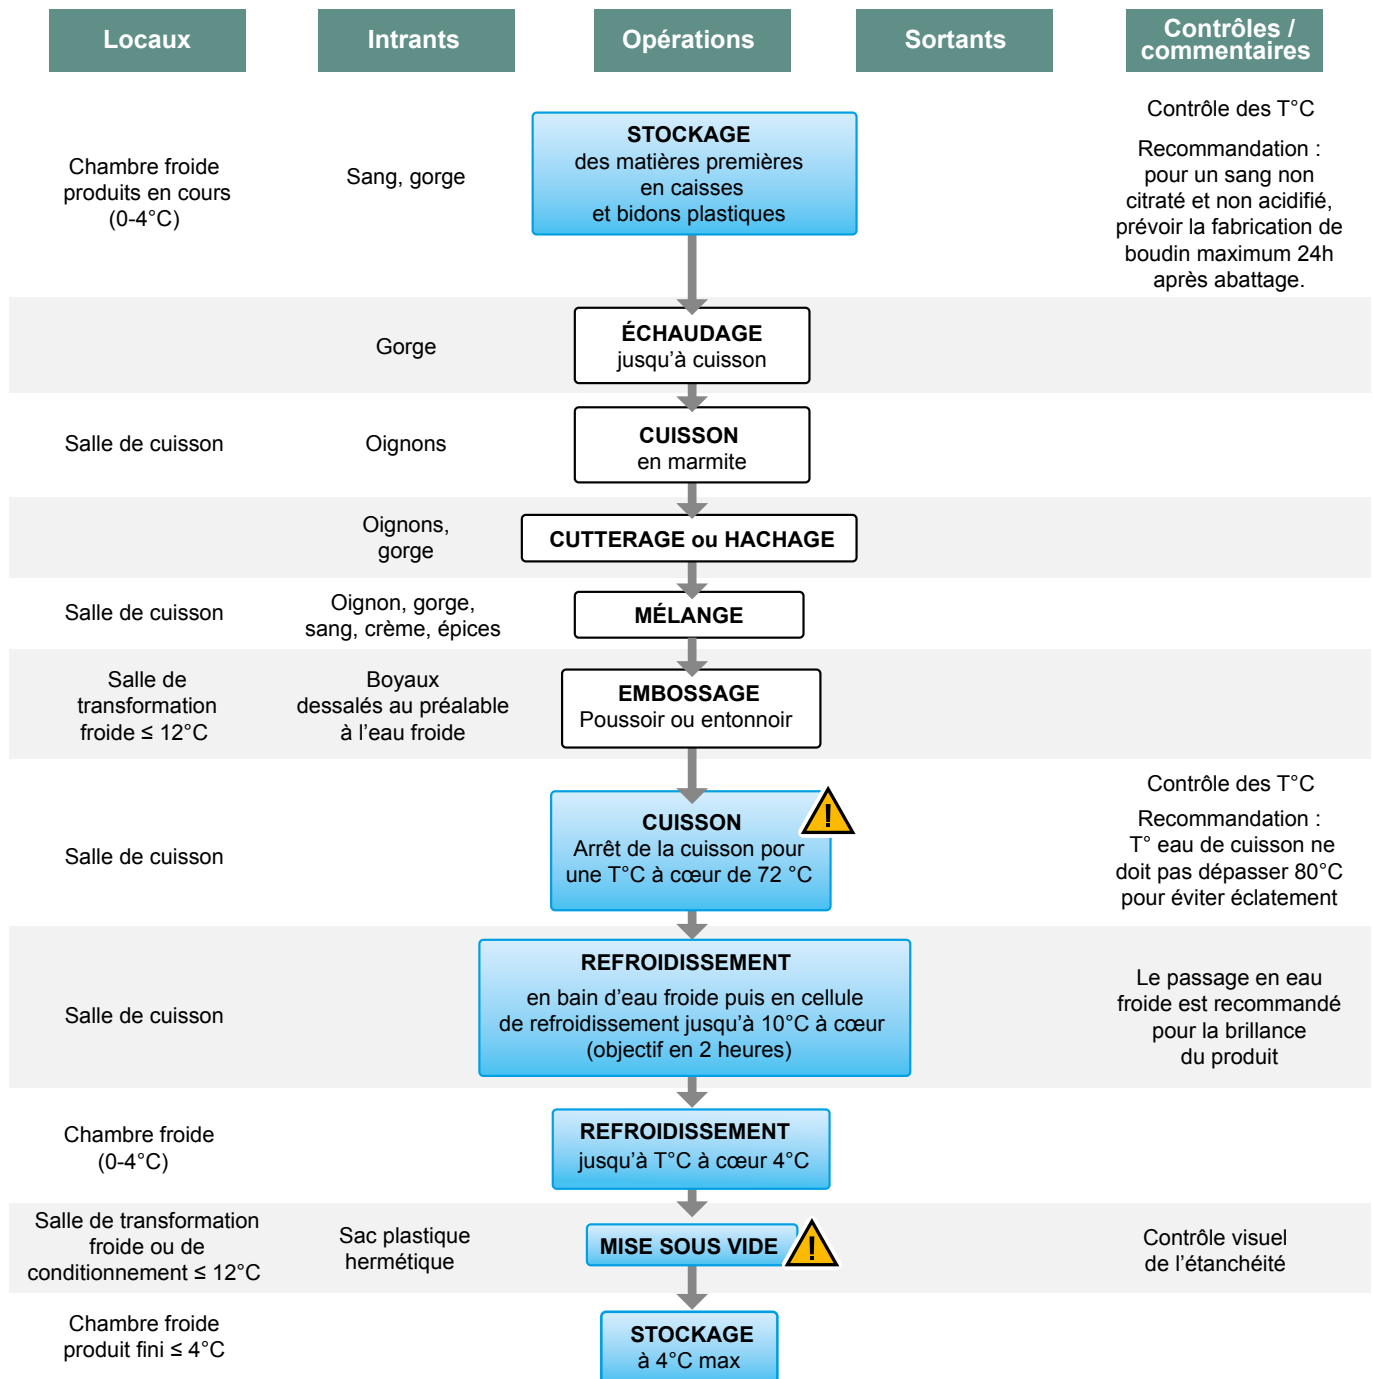 Locaux
Intrants
Opérations
Sortants
Contrôles /
commentaires
Chambre froide
produits en cours
(0-4°C)
Sang, gorge
STOCKAGE
des matières premières
en caisses
et bidons plastiques
Contrôle des T°C
Recommandation :
pour un sang non
citraté et non acidifié,
prévoir la fabrication de
boudin maximum 24h
après abattage.
Gorge
ÉCHAUDAGE
jusqu'à cuisson
Salle de cuisson
Oignons
CUISSON
en marmite
Oignons,
gorge
CUTTERAGE ou HACHAGE
Salle de cuisson
Oignon, gorge,
sang, crème, épices
MÉLANGE
Salle de
transformation
froide ≤ 12°C
Boyaux
dessalés au préalable
à l'eau froide
EMBOSSAGE
Poussoir ou entonnoir
Salle de cuisson
CUISSON
Arrêt de la cuisson pour
une T°C à cœur de 72 °C
!
Contrôle des T°C
Recommandation :
T° eau de cuisson ne
doit pas dépasser 80°C
pour éviter éclatement
Salle de cuisson
REFROIDISSEMENT
en bain d'eau froide puis en cellule
de refroidissement jusqu'à 10°C à cœur
(objectif en 2 heures)
Le passage en eau
froide est recommandé
pour la brillance
du produit
Chambre froide
(0-4°C)
REFROIDISSEMENT
jusqu'à T°C à cœur 4°C
Salle de transformation
froide ou de
conditionnement ≤ 12°C
Sac plastique
hermétique
MISE SOUS VIDE
!
Contrôle visuel
de l'étanchéité
Chambre froide
produit fini ≤ 4°C
STOCKAGE
à 4°C max